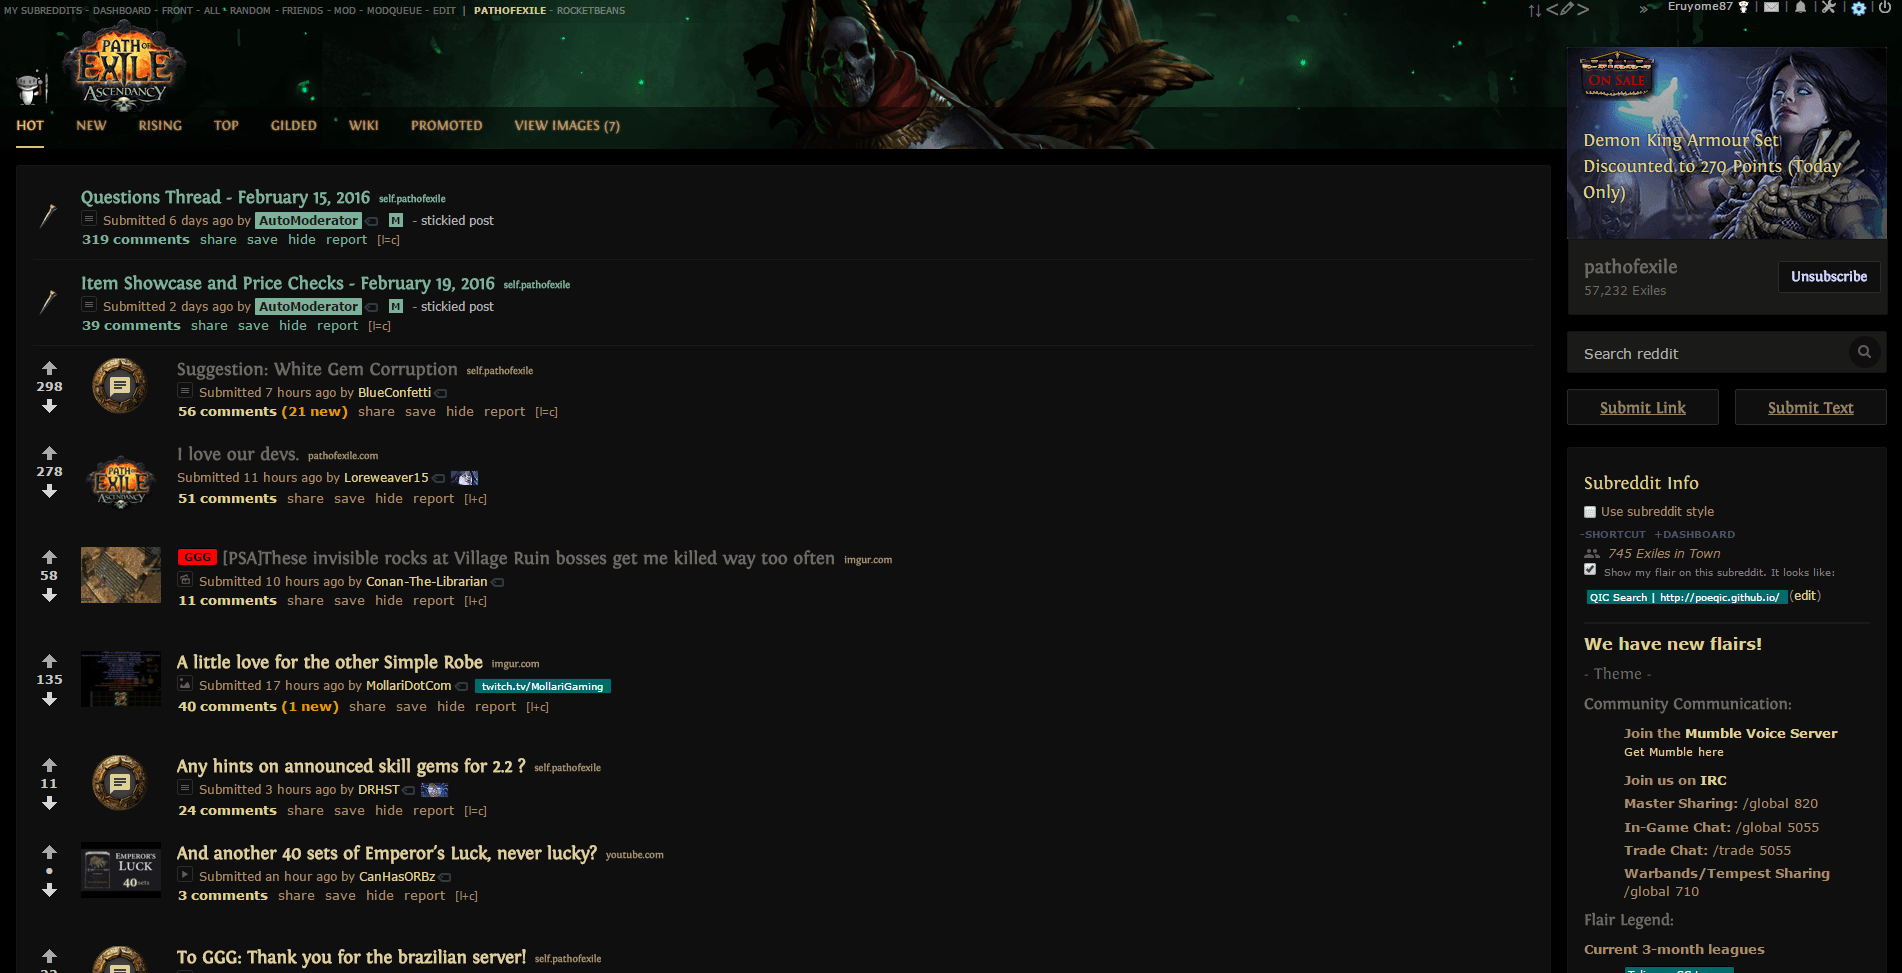 MY SUBREDDITS - DASHBOARD - FRONT - ALL - RANDOM - FRIENDS - MOD - MODQUEUE - EDIT | PATHOFEXILE - ROCKETBEANS
Eruyome87
PATH OF
EXILE
ASCENDANCY
HOT NEW RISING TOP GILDED WIKI PROMOTED VIEW IMAGES (7)
Questions Thread - February 15, 2016 self.pathofexile
Submitted 6 days ago by AutoModerator M - stickied post
319 comments share save hide report [l=c]
Item Showcase and Price Checks - February 19, 2016 self.pathofexile
Submitted 2 days ago by AutoModerator M - stickied post
39 comments share save hide report [l=c]
298
Suggestion: White Gem Corruption self.pathofexile
Submitted 7 hours ago by BlueConfetti
56 comments (21 new) share save hide report [l=c]
278
PATH OF
EXILE
ASCENDANCY
I love our devs. pathofexile.com
Submitted 11 hours ago by Loreweaver15
51 comments share save hide report [l+c]
58
GGG [PSA]These invisible rocks at Village Ruin bosses get me killed way too often imgur.com
Submitted 10 hours ago by Conan-The-Librarian
11 comments share save hide report [l+c]
135
A little love for the other Simple Robe imgur.com
Submitted 17 hours ago by MollariDotCom twitch.tv/MollariGaming
40 comments (1 new) share save hide report [l+c]
11
Any hints on announced skill gems for 2.2 ? self.pathofexile
Submitted 3 hours ago by DRHST
24 comments share save hide report [l=c]
•
EMPEROR'S
LUCK
40 sets
And another 40 sets of Emperor's Luck, never lucky? youtube.com
Submitted an hour ago by CanHasORBz
3 comments share save hide report [l+c]
To GGG: Thank you for the brazilian server! self.pathofexile
ON SALE
Demon King Armour Set
Discounted to 270 Points (Today
Only)
pathofexile
57,232 Exiles
Unsubscribe
Search reddit
Submit Link
Submit Text
Subreddit Info
Use subreddit style
-SHORTCUT +DASHBOARD
745 Exiles in Town
Show my flair on this subreddit. It looks like:
QIC Search | http://poeqic.github.io/ (edit)
We have new flairs!
- Theme -
Community Communication:
Join the Mumble Voice Server
Get Mumble here
Join us on IRC
Master Sharing: /global 820
In-Game Chat: /global 5055
Trade Chat: /trade 5055
Warbands/Tempest Sharing
/global 710
Flair Legend:
Current 3-month leagues